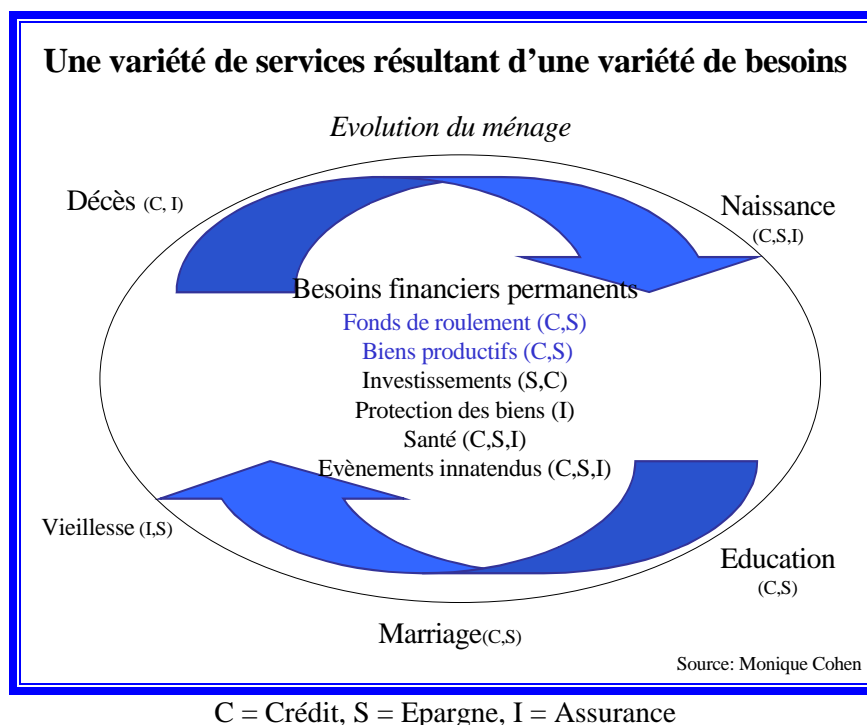 Une variété de services résultant d'une variété de besoins
Evolution du ménage
Décès (C, I)
Naissance
(C,S,I)
Besoins financiers permanents
Fonds de roulement (C,S)
Biens productifs (C,S)
Investissements (S,C)
Protection des biens (I)
Santé (C,S,I)
Evènements innatendus (C,S,I)
Vieillesse (I,S)
Education
(C,S)
Marriage(C,S)
Source: Monique Cohen
C = Crédit, S = Epargne, I = Assurance